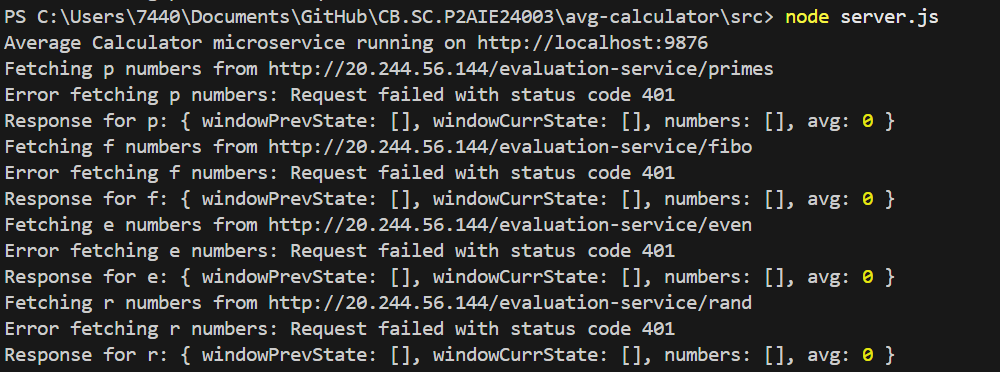 PS C:\Users\7440\Documents\GitHub\CB.SC.P2AIE24003\avg-calculator\src> node server.js
Average Calculator microservice running on http://localhost:9876
Fetching p numbers from http://20.244.56.144/evaluation-service/primes
Error fetching p numbers: Request failed with status code 401
Response for p: { windowPrevState: [], windowCurrState: [], numbers: [], avg: 0 }
Fetching f numbers from http://20.244.56.144/evaluation-service/fibo
Error fetching f numbers: Request failed with status code 401
Response for f: { windowPrevState: [], windowCurrState: [], numbers: [], avg: 0 }
Fetching e numbers from http://20.244.56.144/evaluation-service/even
Error fetching e numbers: Request failed with status code 401
Response for e: { windowPrevState: [], windowCurrState: [], numbers: [], avg: 0 }
Fetching r numbers from http://20.244.56.144/evaluation-service/rand
Error fetching r numbers: Request failed with status code 401
Response for r: { windowPrevState: [], windowCurrState: [], numbers: [], avg: 0 }